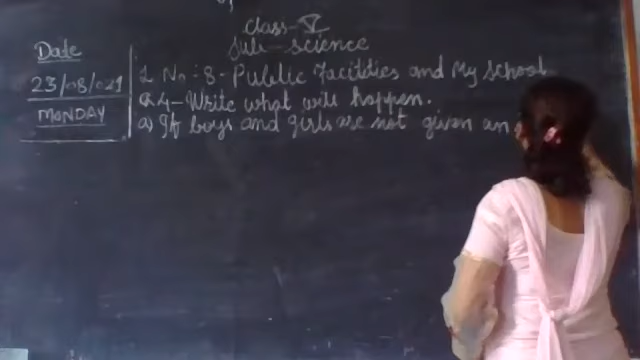 Class - V
Sub - Science
Date
23/08/021
MONDAY
L No :- 8 - Public Facilities and My School
Q.4 - Write what will happen.
a) If boys and girls are not given an